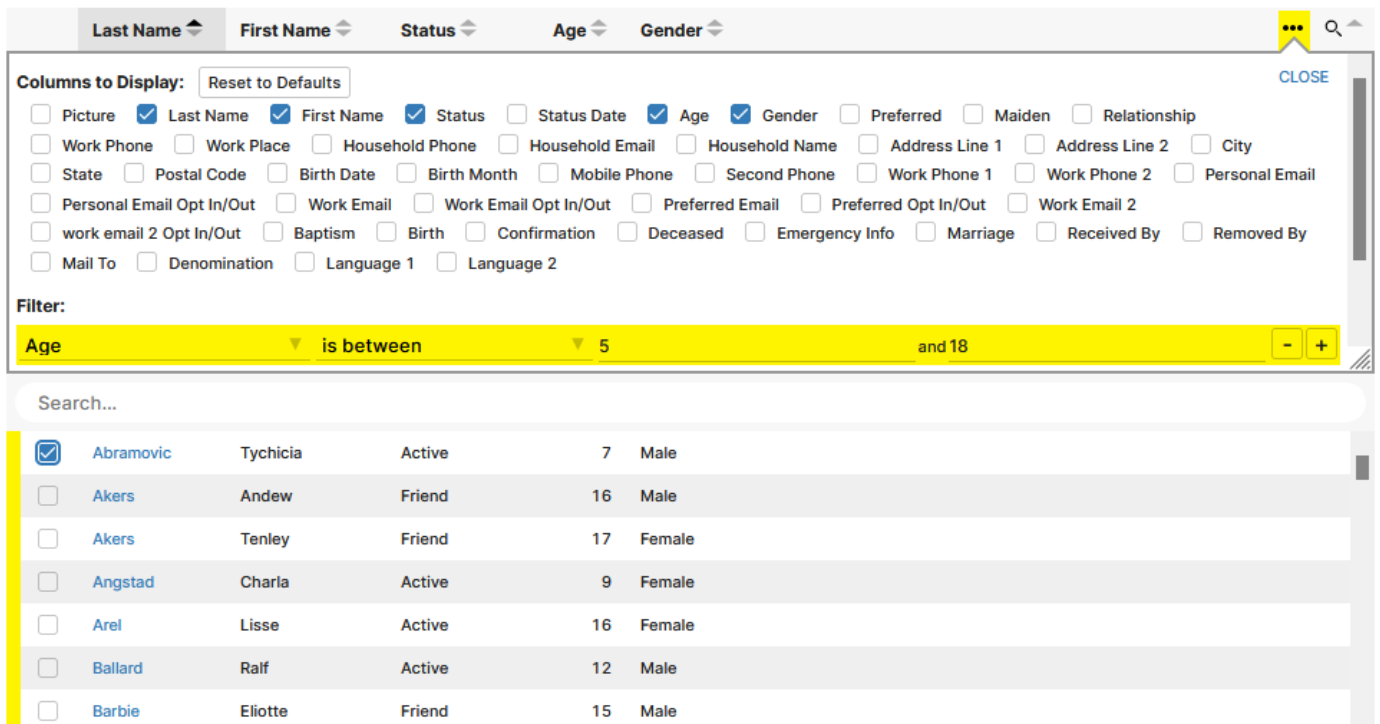 Last Name First Name Status Age Gender •••
Columns to Display: Reset to Defaults CLOSE
Picture Last Name First Name Status Status Date Age Gender Preferred Maiden Relationship
Work Phone Work Place Household Phone Household Email Household Name Address Line 1 Address Line 2 City
State Postal Code Birth Date Birth Month Mobile Phone Second Phone Work Phone 1 Work Phone 2 Personal Email
Personal Email Opt In/Out Work Email Work Email Opt In/Out Preferred Email Preferred Opt In/Out Work Email 2
work email 2 Opt In/Out Baptism Birth Confirmation Deceased Emergency Info Marriage Received By Removed By
Mail To Denomination Language 1 Language 2
Filter:
Age is between 5 and 18 - +
Search...
Abramovic Tychicia Active 7 Male
Akers Andew Friend 16 Male
Akers Tenley Friend 17 Female
Angstad Charla Active 9 Female
Arel Lisse Active 16 Female
Ballard Ralf Active 12 Male
Barbie Eliotte Friend 15 Male